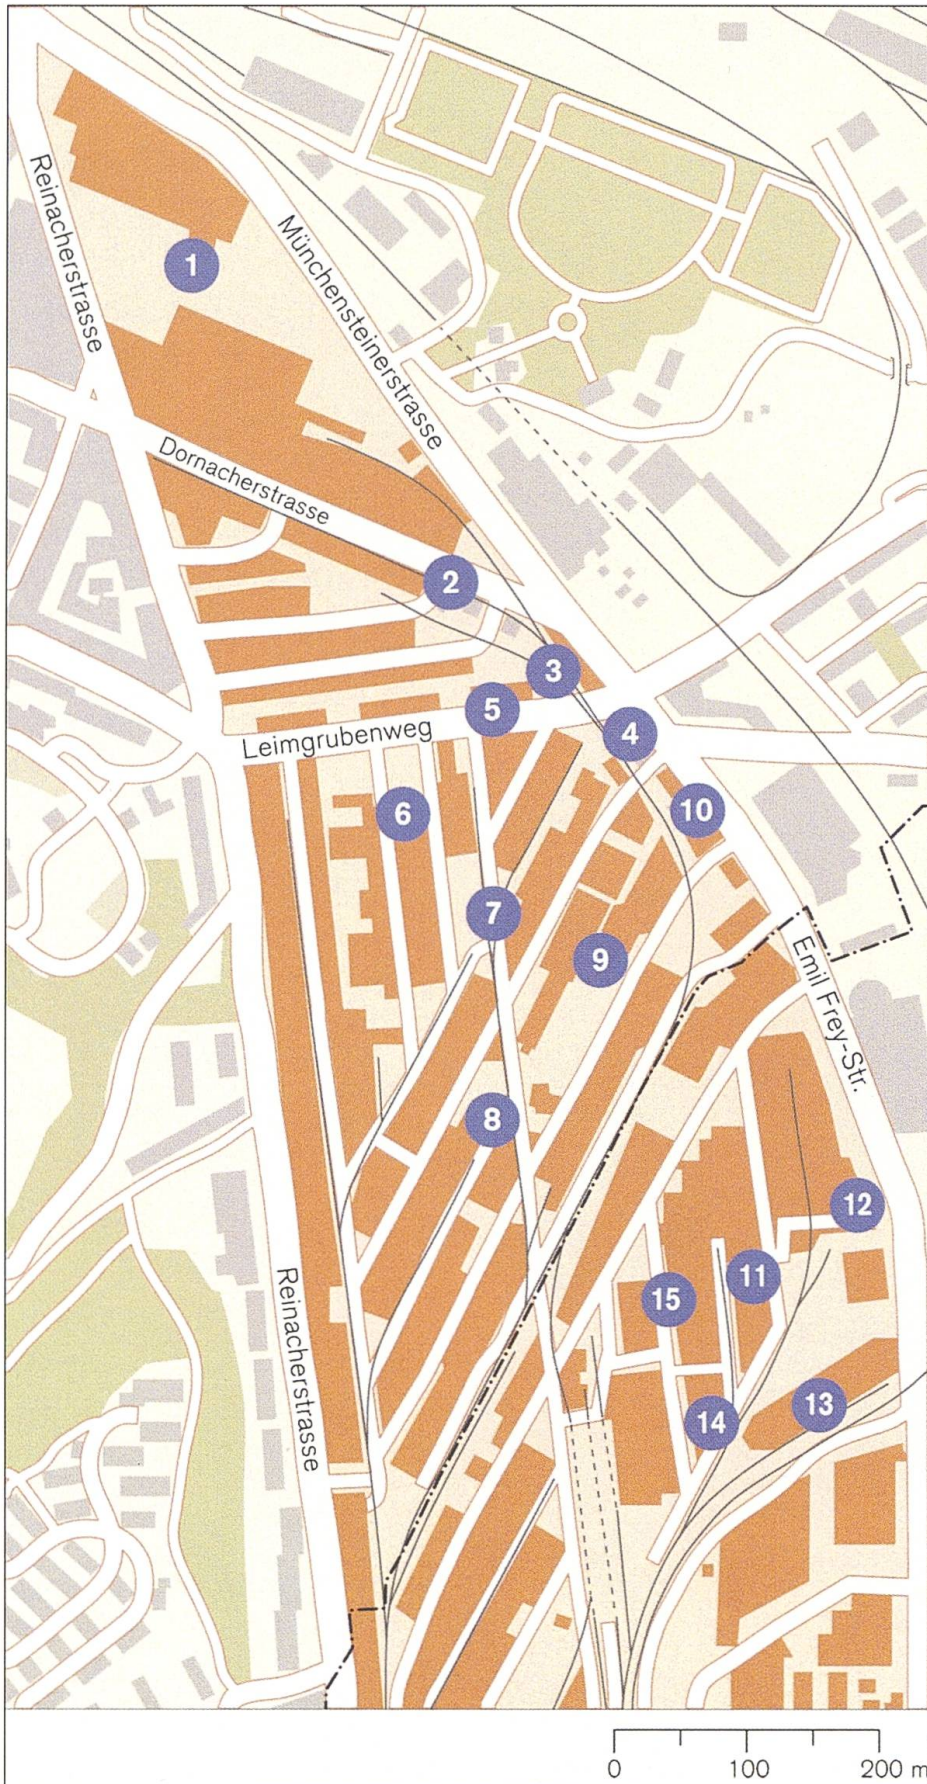 Reinacherstrasse
Münchensteinerstrasse
1
Dornacherstrasse
2
3
5
4
Leimgrubenweg
6
10
7
9
Emil Frey-Str.
8
12
11
15
Reinacherstrasse
13
14
0 100 200 m